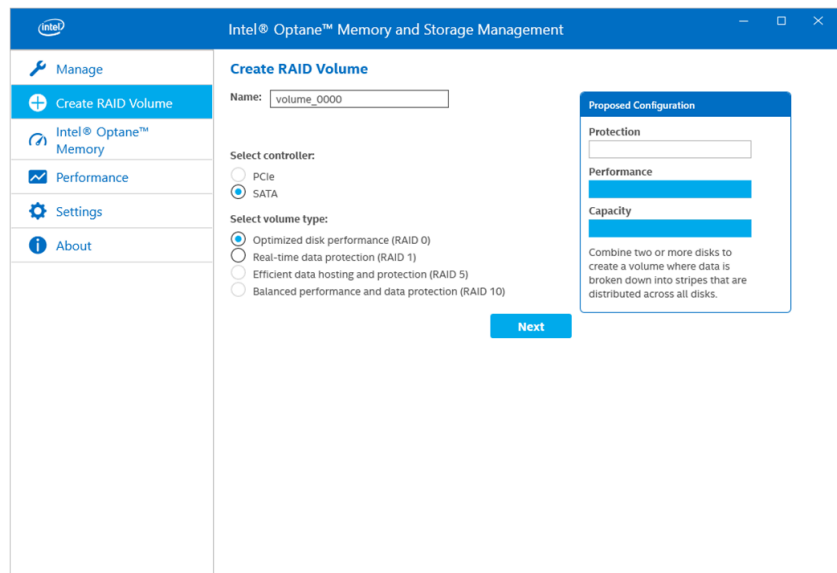 intel
Intel® Optane™ Memory and Storage Management
Manage
Create RAID Volume
Intel® Optane™
Memory
Performance
Settings
About
Create RAID Volume
Name: volume_0000
Select controller:
PCIe
SATA
Select volume type:
Optimized disk performance (RAID 0)
Real-time data protection (RAID 1)
Efficient data hosting and protection (RAID 5)
Balanced performance and data protection (RAID 10)
Next
Proposed Configuration
Protection
Performance
Capacity
Combine two or more disks to
create a volume where data is
broken down into stripes that are
distributed across all disks.